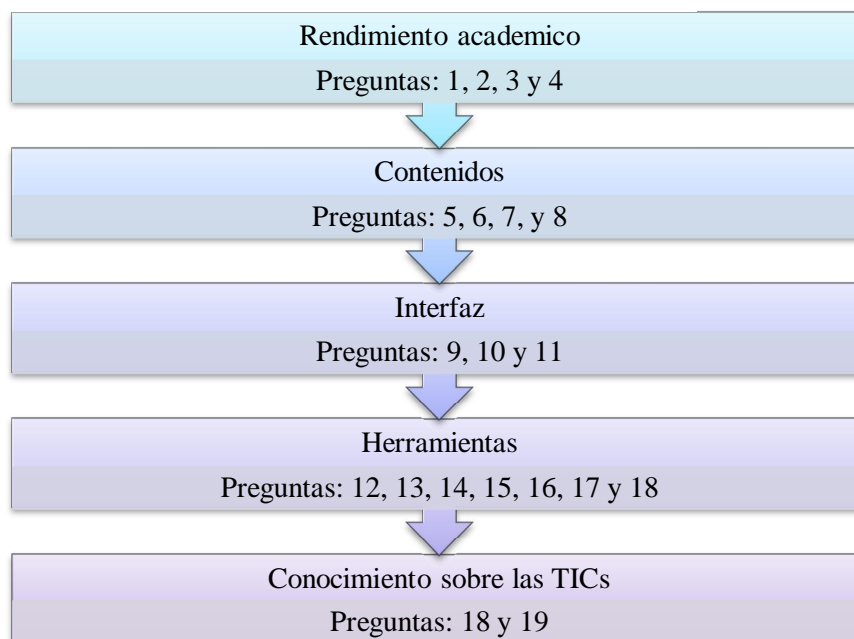 Rendimiento academico
Preguntas: 1, 2, 3 y 4
Contenidos
Preguntas: 5, 6, 7, y 8
Interfaz
Preguntas: 9, 10 y 11
Herramientas
Preguntas: 12, 13, 14, 15, 16, 17 y 18
Conocimiento sobre las TICs
Preguntas: 18 y 19